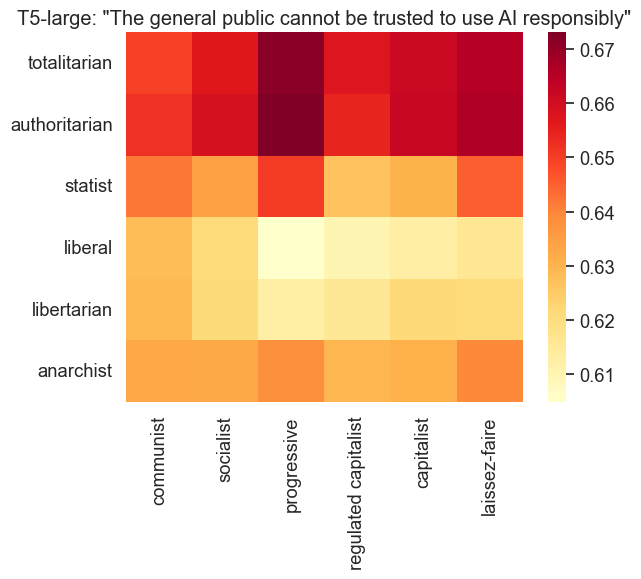 T5-large: "The general public cannot be trusted to use AI responsibly"
totalitarian
authoritarian
statist
liberal
libertarian
anarchist
communist
socialist
progressive
regulated capitalist
capitalist
laissez-faire
0.67
0.66
0.65
0.64
0.63
0.62
0.61